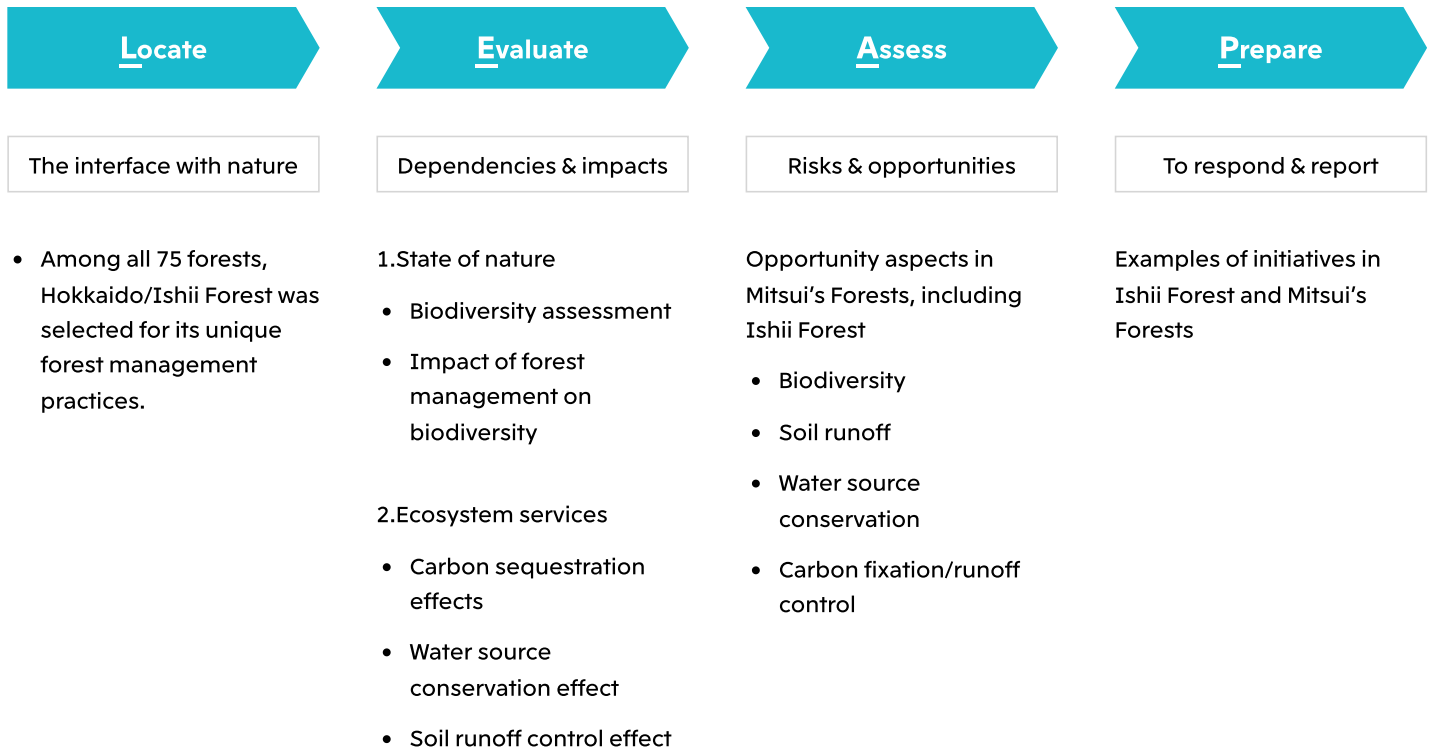 Locate
The interface with nature
• Among all 75 forests,
Hokkaido/Ishii Forest was
selected for its unique
forest management
practices.
Evaluate
Dependencies & impacts
1.State of nature
• Biodiversity assessment
• Impact of forest
management on
biodiversity
2.Ecosystem services
• Carbon sequestration
effects
• Water source
conservation effect
• Soil runoff control effect
Assess
Risks & opportunities
Opportunity aspects in
Mitsui's Forests, including
Ishii Forest
• Biodiversity
• Soil runoff
• Water source
conservation
• Carbon fixation/runoff
control
Prepare
To respond & report
Examples of initiatives in
Ishii Forest and Mitsui's
Forests